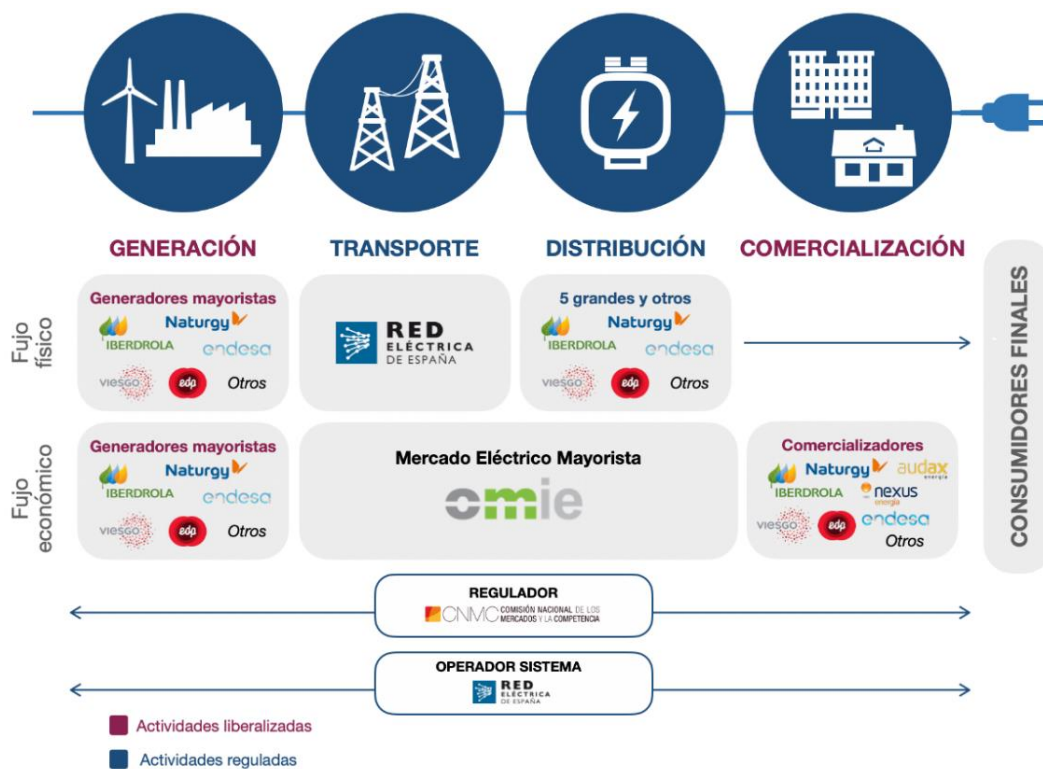 GENERACIÓN
TRANSPORTE
DISTRIBUCIÓN
COMERCIALIZACIÓN
Fujo
físico
Generadores mayoristas
IBERDROLA
Naturgy
endesa
viesgo
edp
Otros
RED
ELÉCTRICA
DE ESPAÑA
5 grandes y otros
IBERDROLA
Naturgy
endesa
viesgo
edp
Otros
CONSUMIDORES FINALES
Fujo
económico
Generadores mayoristas
IBERDROLA
Naturgy
endesa
viesgo
edp
Otros
Mercado Eléctrico Mayorista
omie
Comercializadores
IBERDROLA
Naturgy
audax
energía
nexus
energía
viesgo
edp
endesa
Otros
REGULADOR
CNMC COMISIÓN NACIONAL DE LOS
MERCADOS Y LA COMPETENCIA
OPERADOR SISTEMA
RED
ELÉCTRICA
DE ESPAÑA
Actividades liberalizadas
Actividades reguladas